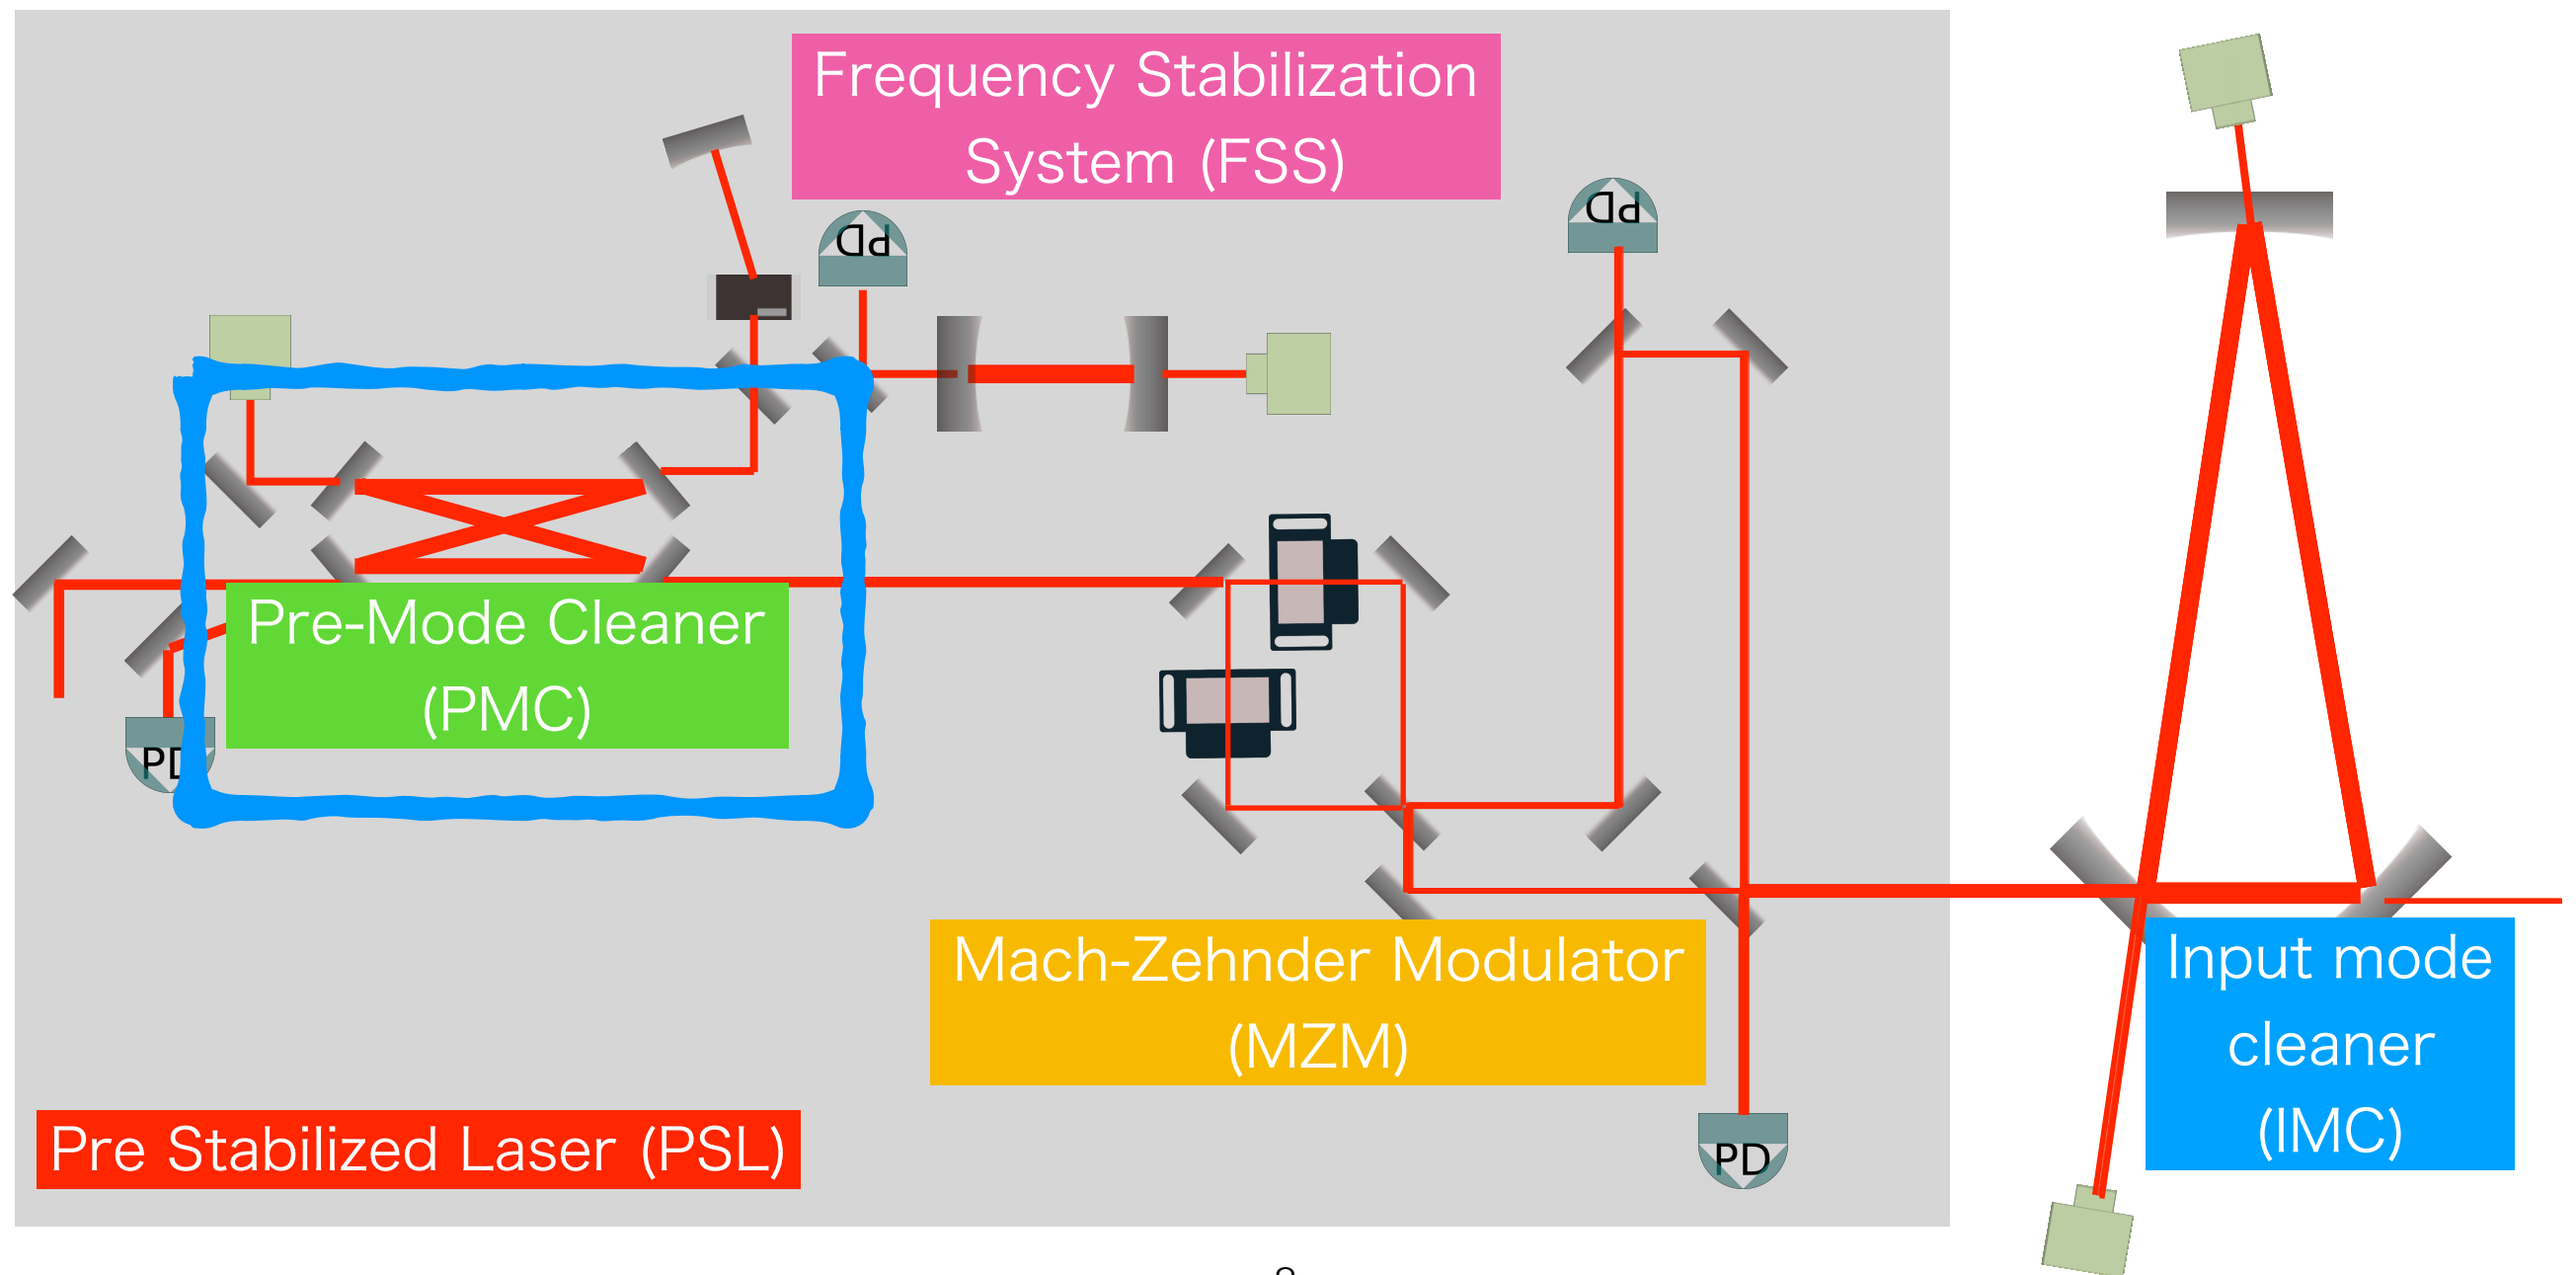 Frequency Stabilization
System (FSS)
PD
PD
Pre-Mode Cleaner
(PMC)
PD
Mach-Zehnder Modulator
(MZM)
Input mode
cleaner
(IMC)
Pre Stabilized Laser (PSL)
PD